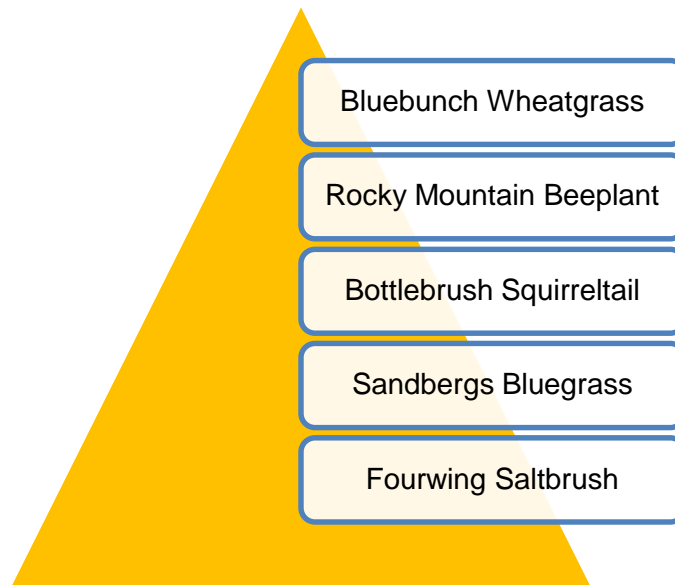 Bluebunch Wheatgrass
Rocky Mountain Beeplant
Bottlebrush Squirreltail
Sandbergs Bluegrass
Fourwing Saltbrush